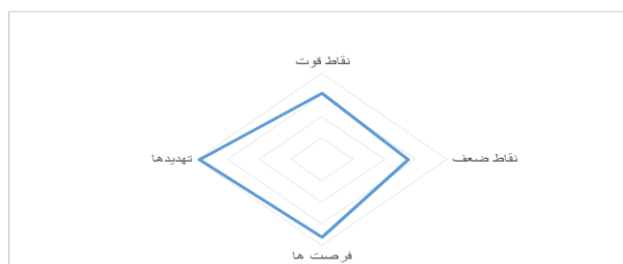 نقاط قوت
نقاط ضعف
تهدیدها
فرصت ها